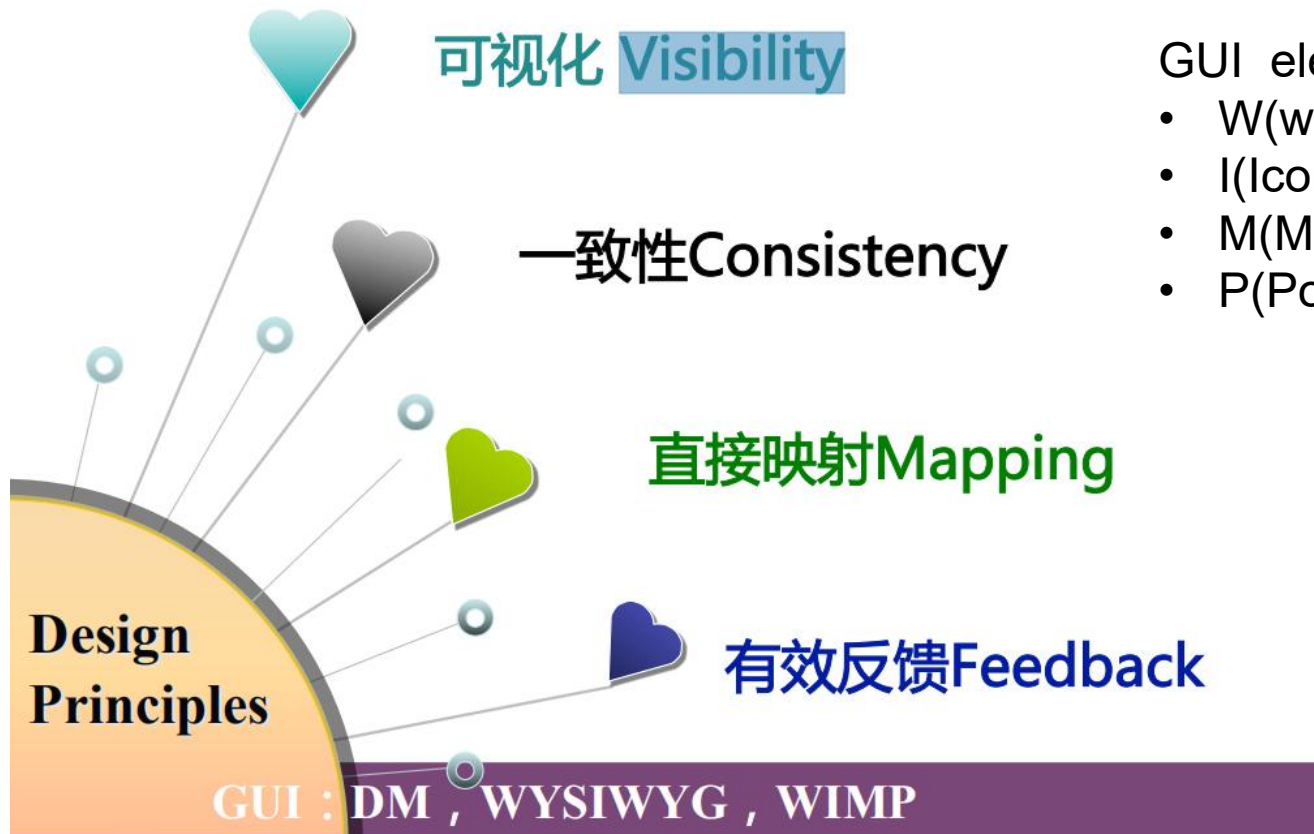 可视化 Visibility
一致性Consistency
直接映射Mapping
有效反馈Feedback
Design
Principles
GUI：DM，WYSIWYG，WIMP
GUI
• W(
• I(
• M(
• P(